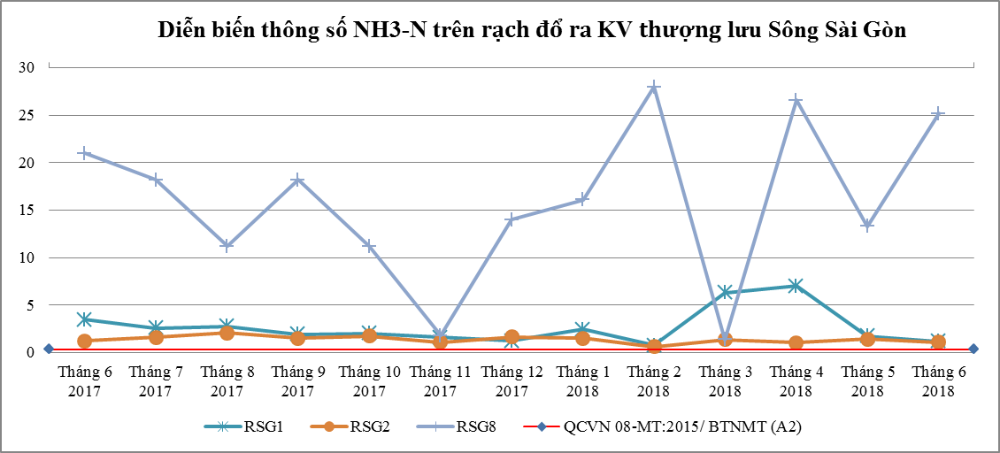 Diễn biến thông số NH3-N trên rạch đổ ra KV thượng lưu Sông Sài Gòn
30
25
20
15
10
5
0
Tháng 6 Tháng 7 Tháng 8 Tháng 9 Tháng 10 Tháng 11 Tháng 12 Tháng 1 Tháng 2 Tháng 3 Tháng 4 Tháng 5 Tháng 6
2017 2017 2017 2017 2017 2017 2017 2018 2018 2018 2018 2018 2018
RSG1 RSG2 RSG8 QCVN 08-MT:2015/ BTNMT (A2)